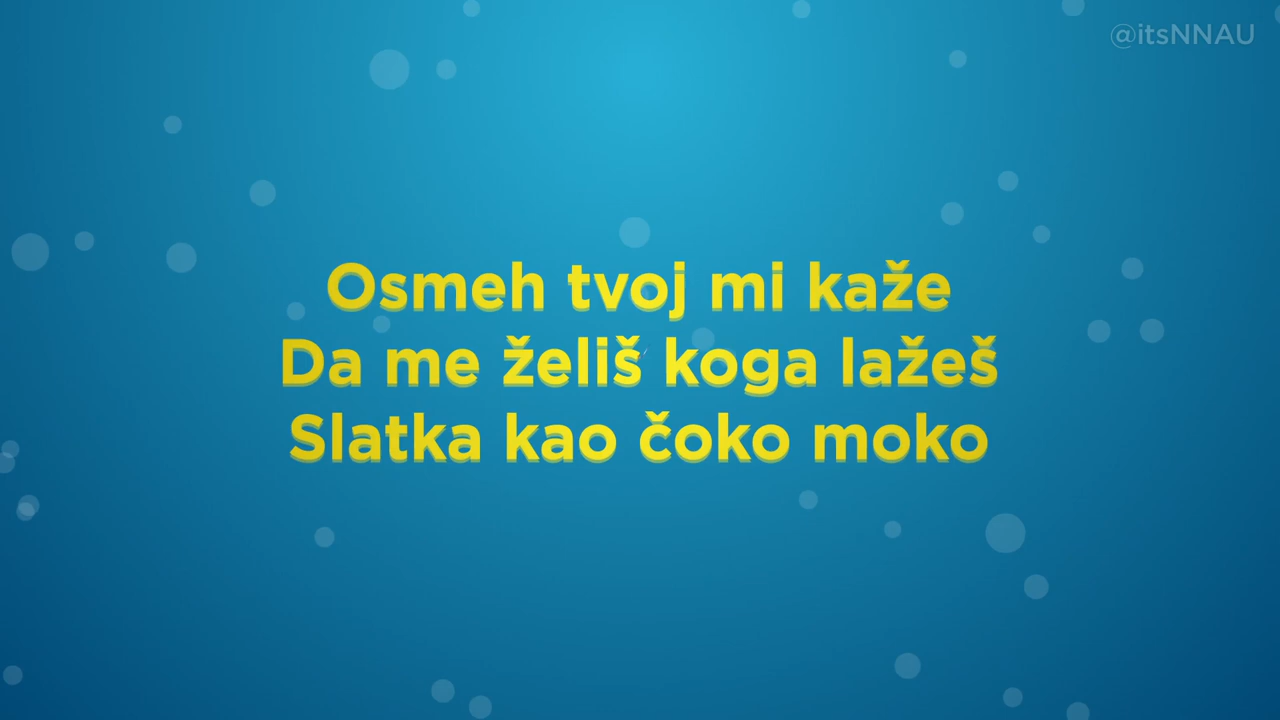 @itsNNAU
Osmeh tvoj mi kaže
Da me želiš koga lažeš
Slatka kao čoko moko